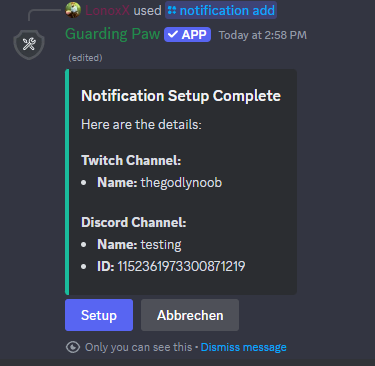 LonoxX used notification add
Guarding Paw ✓ APP Today at 2:58 PM
(edited)
Notification Setup Complete
Here are the details:
Twitch Channel:
• Name: thegodlynoob
Discord Channel:
• Name: testing
• ID: 1152361973300871219
Setup Abbrechen
Only you can see this • Dismiss message